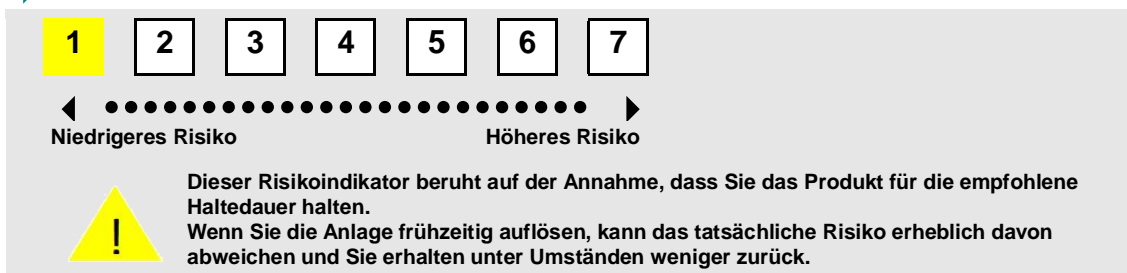 1 2 3 4 5 6 7
Niedrigeres Risiko Höheres Risiko
Dieser Risikoindikator beruht auf der Annahme, dass Sie das Produkt für die empfohlene
Haltedauer halten.
! Wenn Sie die Anlage frühzeitig auflösen, kann das tatsächliche Risiko erheblich davon
abweichen und Sie erhalten unter Umständen weniger zurück.